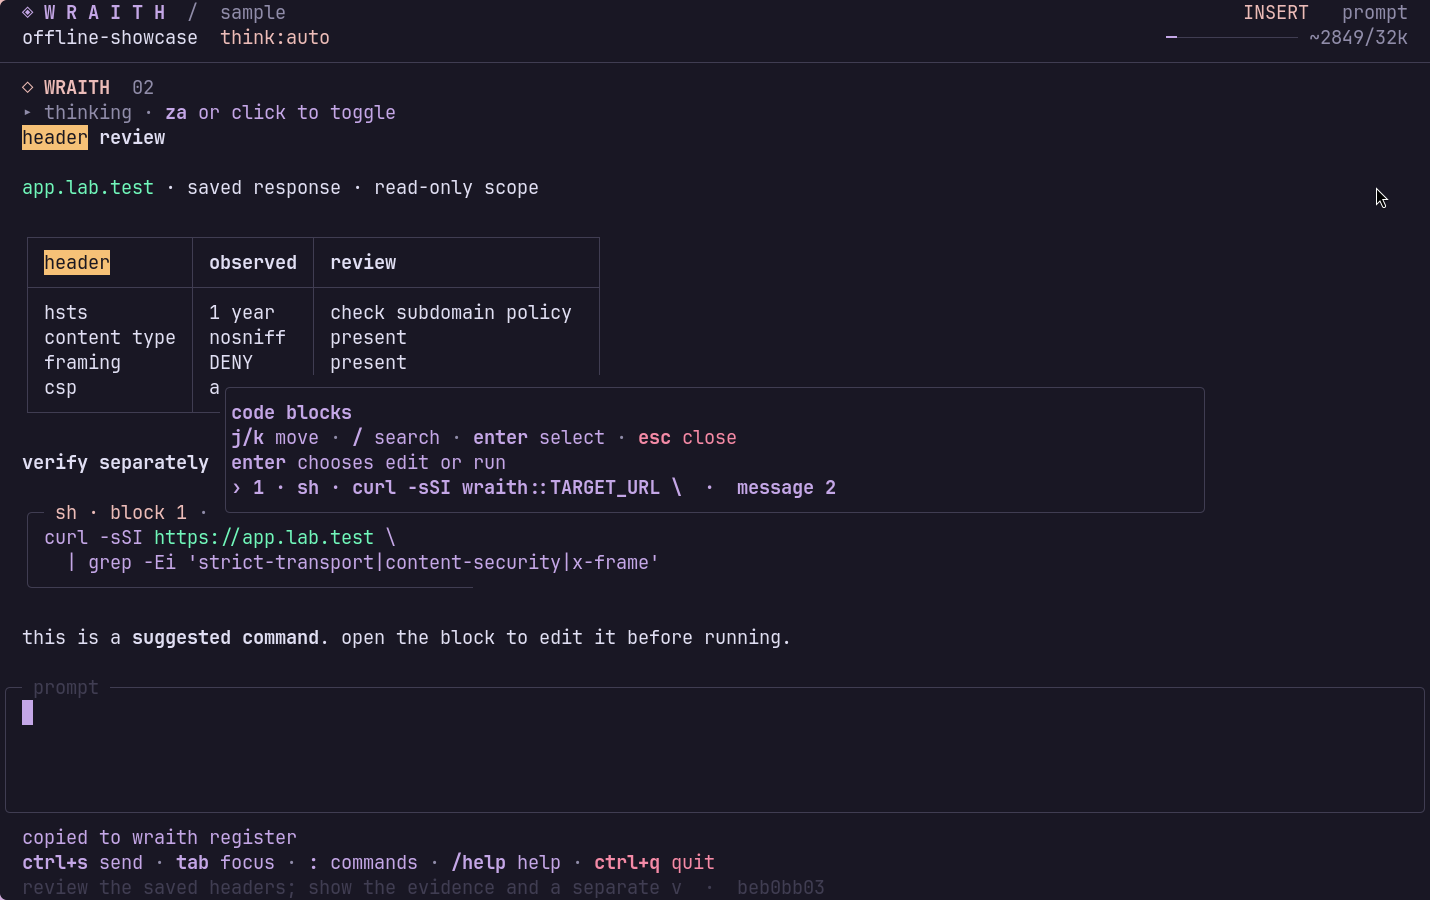 ◈ W R A I T H / sample INSERT prompt
offline-showcase think:auto ~2849/32k
◇ WRAITH 02
▸ thinking · za or click to toggle
header review
app.lab.test · saved response · read-only scope
header observed review
hsts 1 year check subdomain policy
content type nosniff present
framing DENY present
csp a
code blocks
j/k move · / search · enter select · esc close
verify separately
enter chooses edit or run
› 1 · sh · curl -sSI wraith::TARGET_URL \ · message 2
sh · block 1 ·
curl -sSI https://app.lab.test \
| grep -Ei 'strict-transport|content-security|x-frame'
this is a suggested command. open the block to edit it before running.
prompt
copied to wraith register
ctrl+s send · tab focus · : commands · /help help · ctrl+q quit
review the saved headers; show the evidence and a separate v · beb0bb03